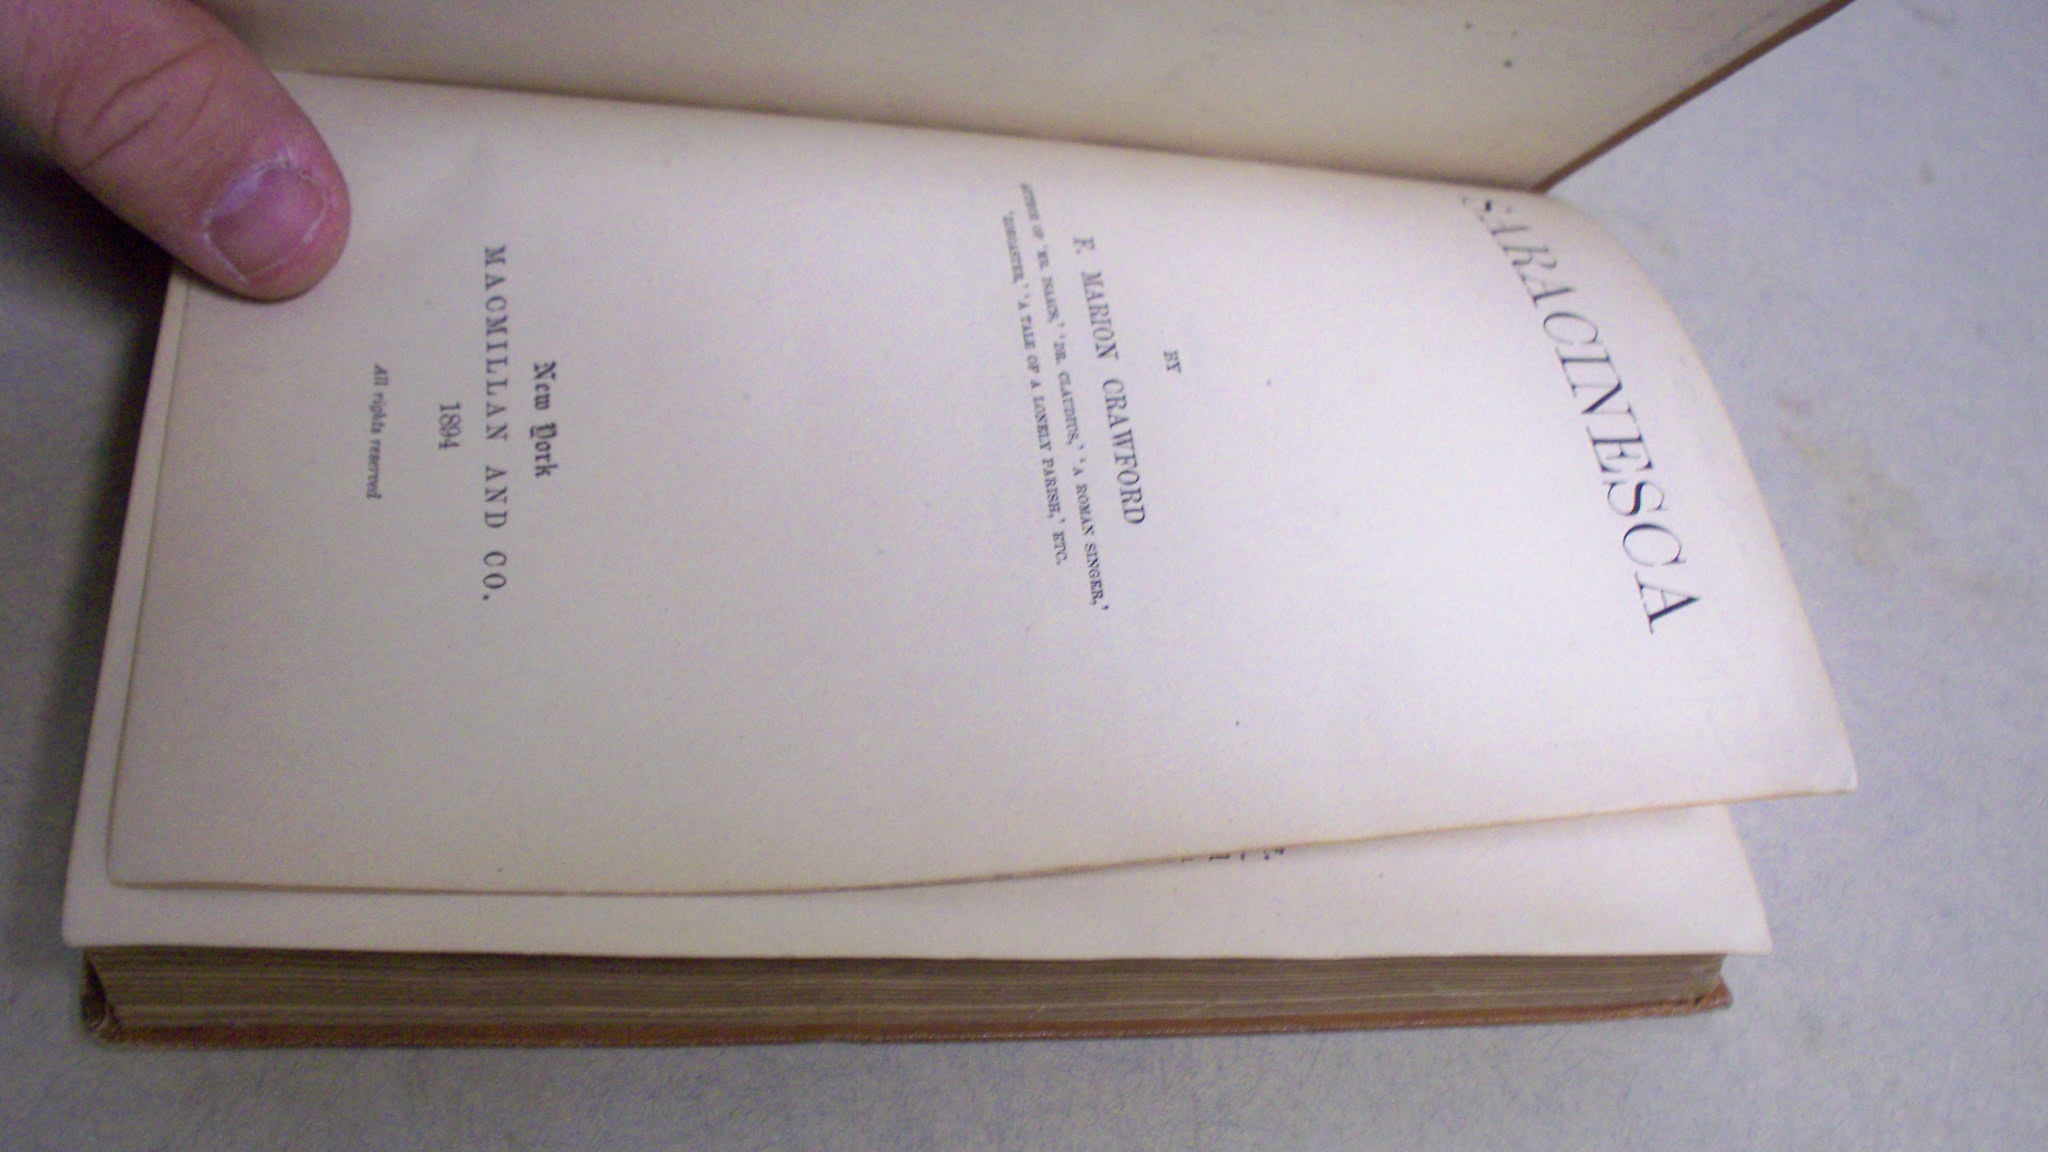 SARACINESCA
BY
F. MARION CRAWFORD
AUTHOR OF 'MR. ISAACS,' 'DR. CLAUDIUS,' 'A ROMAN SINGER,'
'ZOROASTER,' 'A TALE OF A LONELY PARISH,' ETC.
New York
MACMILLAN AND CO.
1894
All rights reserved